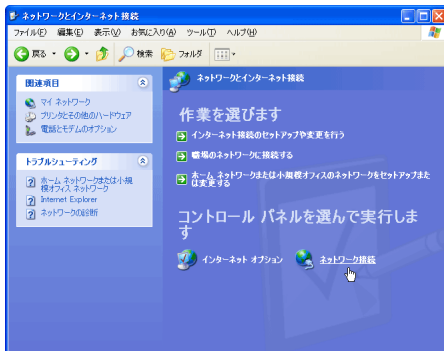 ネットワークとインターネット接続
ファイル(F) 編集(E) 表示(V) お気に入り(A) ツール(T) ヘルプ(H)
戻る 検索 フォルダ
関連項目
マイ ネットワーク
プリンタとその他のハードウェア
電話とモデムのオプション
トラブルシューティング
ホーム ネットワークまたは小規
模オフィス ネットワーク
Internet Explorer
ネットワークの診断
ネットワークとインターネット接続
作業を選びます
インターネット接続のセットアップや変更を行う
職場のネットワークに接続する
ホーム ネットワークまたは小規模オフィスのネットワークをセットアップまた
は変更する
コントロール パネルを選んで実行しま
す
インターネット オプション ネットワーク接続